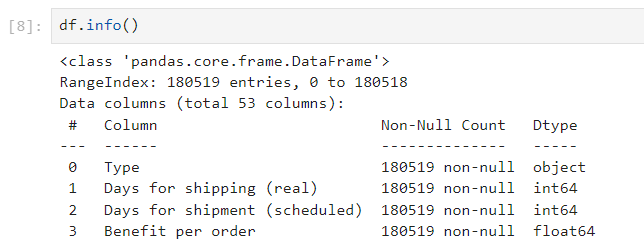 [8]: df.info()
<class 'pandas.core.frame.DataFrame'>
RangeIndex: 180519 entries, 0 to 180518
Data columns (total 53 columns):
 #   Column                         Non-Null Count   Dtype
---  ------                         --------------   -----
 0   Type                           180519 non-null  object
 1   Days for shipping (real)       180519 non-null  int64
 2   Days for shipment (scheduled)  180519 non-null  int64
 3   Benefit per order              180519 non-null  float64